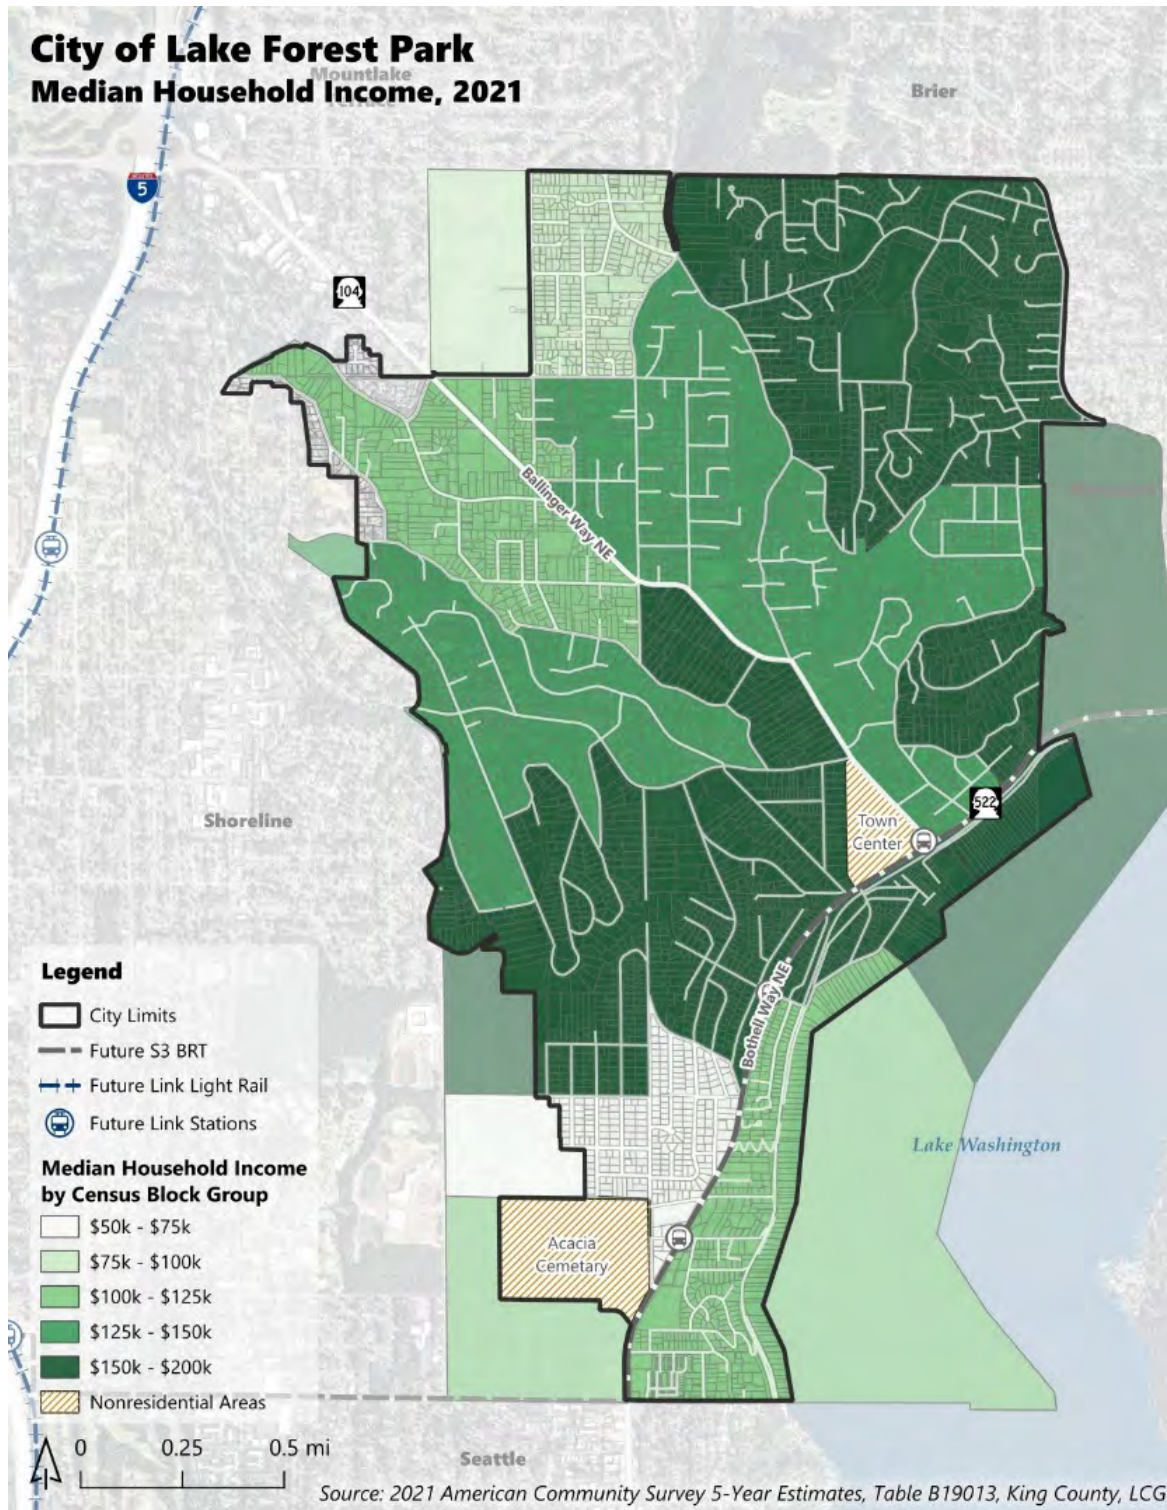 City of Lake Forest Park
Median Household Income, 2021
Mountlake
Terrace
Brier
5
104
Ballinger Way NE
Shoreline
Town
Center
522
Bothell Way NE
Lake Washington
Acacia
Cemetary
Seattle
Legend
City Limits
Future S3 BRT
Future Link Light Rail
Future Link Stations
Median Household Income
by Census Block Group
$50k - $75k
$75k - $100k
$100k - $125k
$125k - $150k
$150k - $200k
Nonresidential Areas
0 0.25 0.5 mi
Source: 2021 American Community Survey 5-Year Estimates, Table B19013, King County, LCG